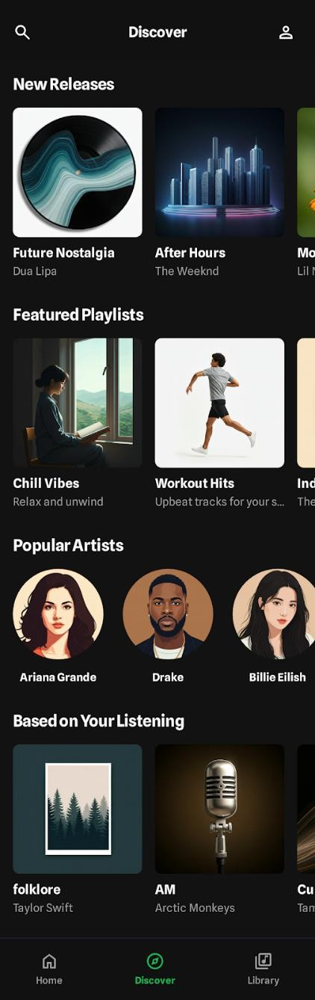 Discover
New Releases
Future Nostalgia
Dua Lipa
After Hours
The Weeknd
Mo
Lil N
Featured Playlists
Chill Vibes
Relax and unwind
Workout Hits
Upbeat tracks for your s...
Ind
The
Popular Artists
Ariana Grande
Drake
Billie Eilish
Based on Your Listening
folklore
Taylor Swift
AM
Arctic Monkeys
Cu
Tam
Home
Discover
Library